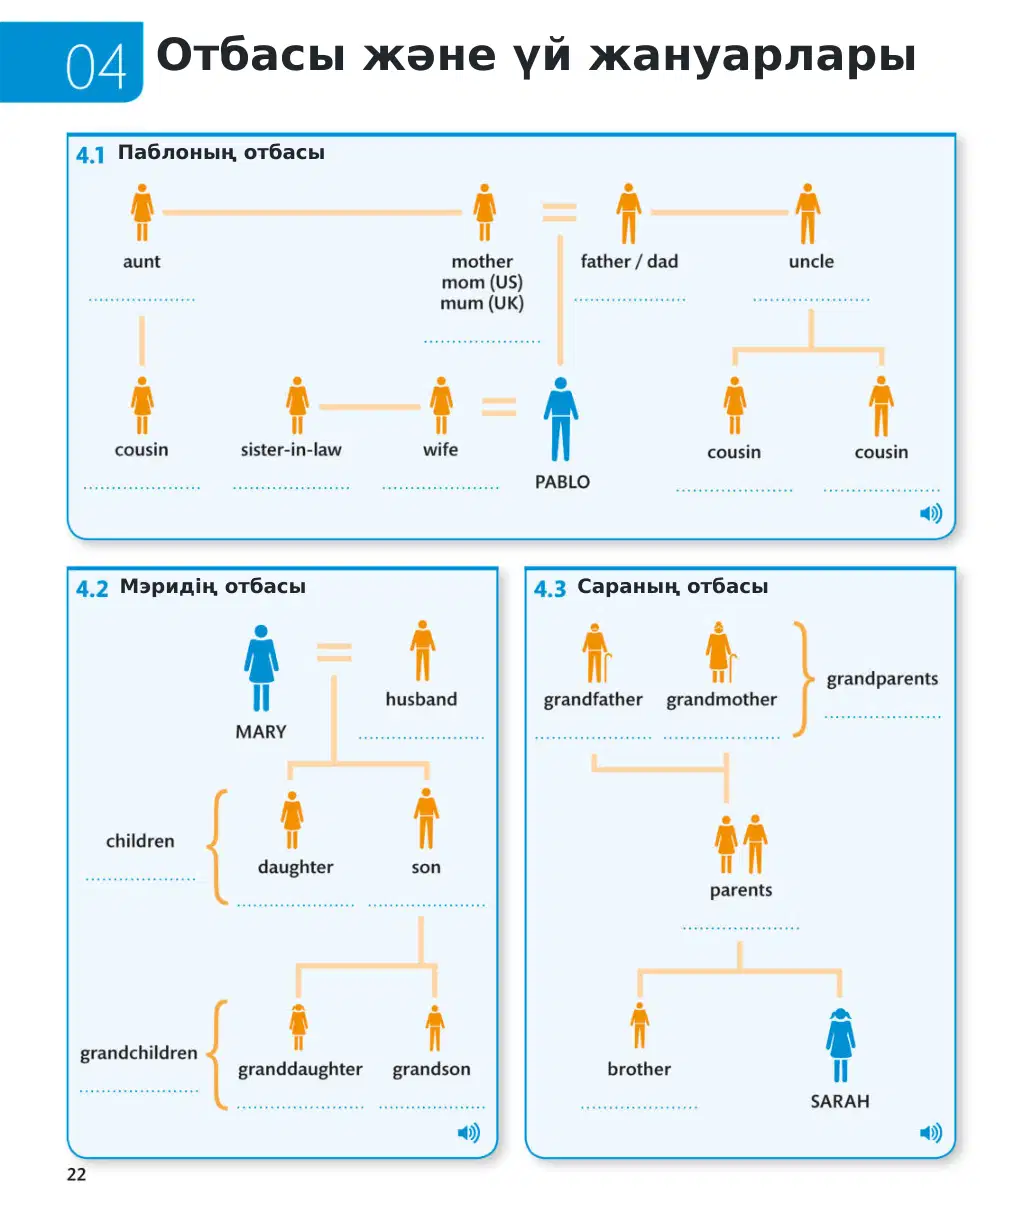 04 Отбасы және үй жануарлары
4.1 Паблоның отбасы
aunt
mother
mom (US)
mum (UK)
father / dad
uncle
cousin
sister-in-law
wife
PABLO
cousin
cousin
4.2 Мэридің отбасы
MARY
husband
children
daughter
son
grandchildren
granddaughter
grandson
4.3 Сараның отбасы
grandfather
grandmother
grandparents
parents
brother
SARAH
22